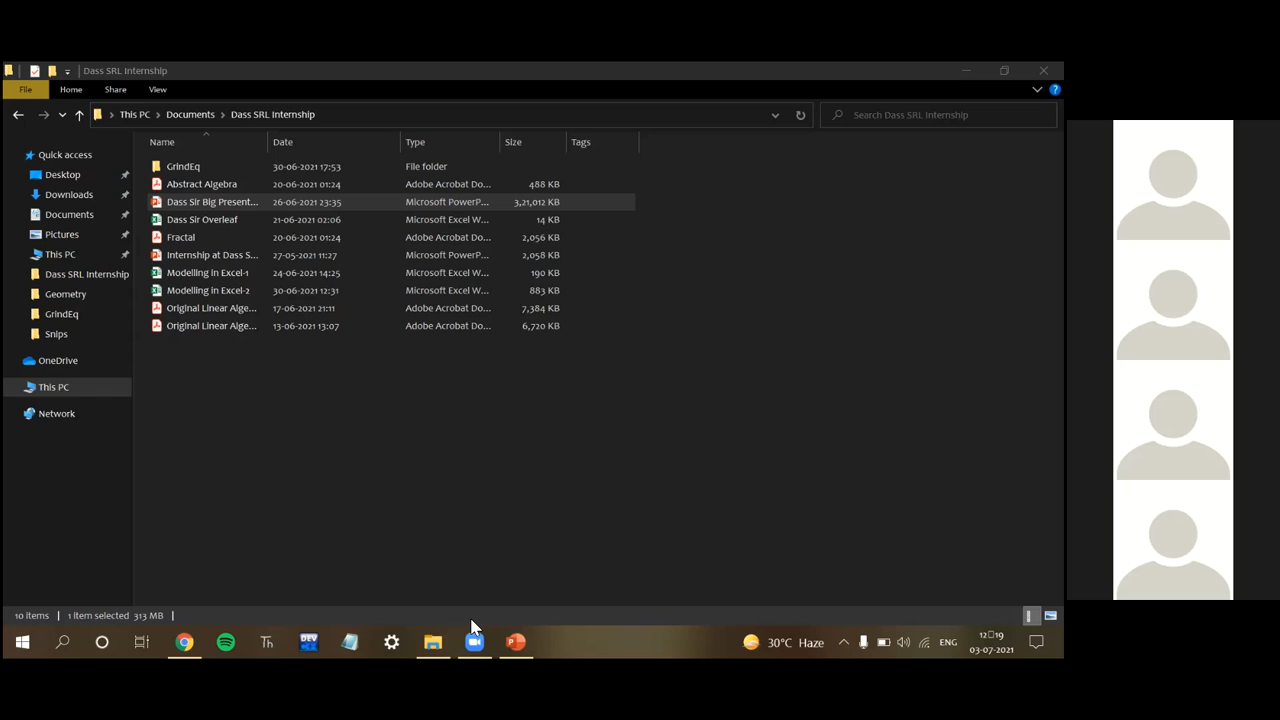 Dass SRL Internship
File Home Share View
This PC Documents Dass SRL Internship Search Dass SRL Internship
Name Date Type Size Tags
Quick access
Desktop
Downloads
Documents
Pictures
This PC
Dass SRL Internship
Geometry
GrindEq
Snips
OneDrive
This PC
Network
GrindEq 30-06-2021 17:53 File folder
Abstract Algebra 20-06-2021 01:24 Adobe Acrobat Do... 488 KB
Dass Sir Big Present... 26-06-2021 23:35 Microsoft PowerP... 3,21,012 KB
Dass Sir Overleaf 21-06-2021 02:06 Microsoft Excel W... 14 KB
Fractal 20-06-2021 01:24 Adobe Acrobat Do... 2,056 KB
Internship at Dass S... 27-05-2021 11:27 Microsoft PowerP... 2,058 KB
Modelling in Excel-1 24-06-2021 14:25 Microsoft Excel W... 190 KB
Modelling in Excel-2 30-06-2021 12:31 Microsoft Excel W... 883 KB
Original Linear Alge... 17-06-2021 21:11 Adobe Acrobat Do... 7,384 KB
Original Linear Alge... 13-06-2021 13:07 Adobe Acrobat Do... 6,720 KB
10 items 1 item selected 313 MB
Th DEV 30°C Haze ENG 12 19
03-07-2021